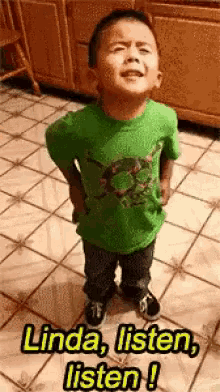 Linda, listen,
listen !